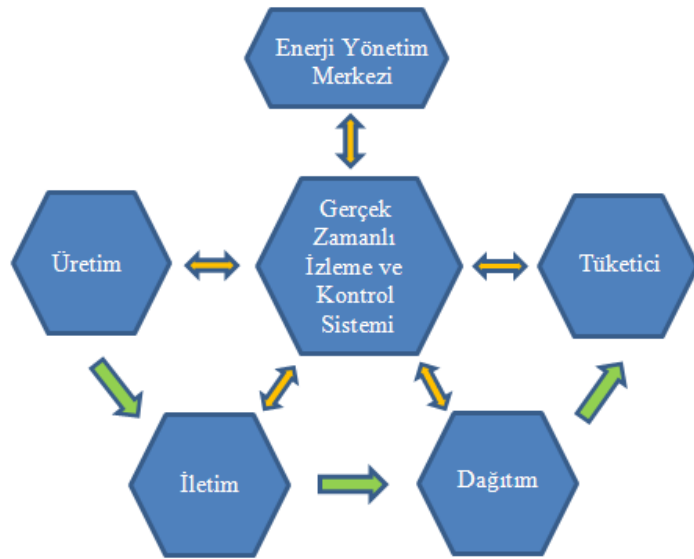 Enerji Yönetim
Merkezi
Gerçek
Zamanlı
İzleme ve
Kontrol
Sistemi
Üretim
Tüketici
İletim
Dağıtım